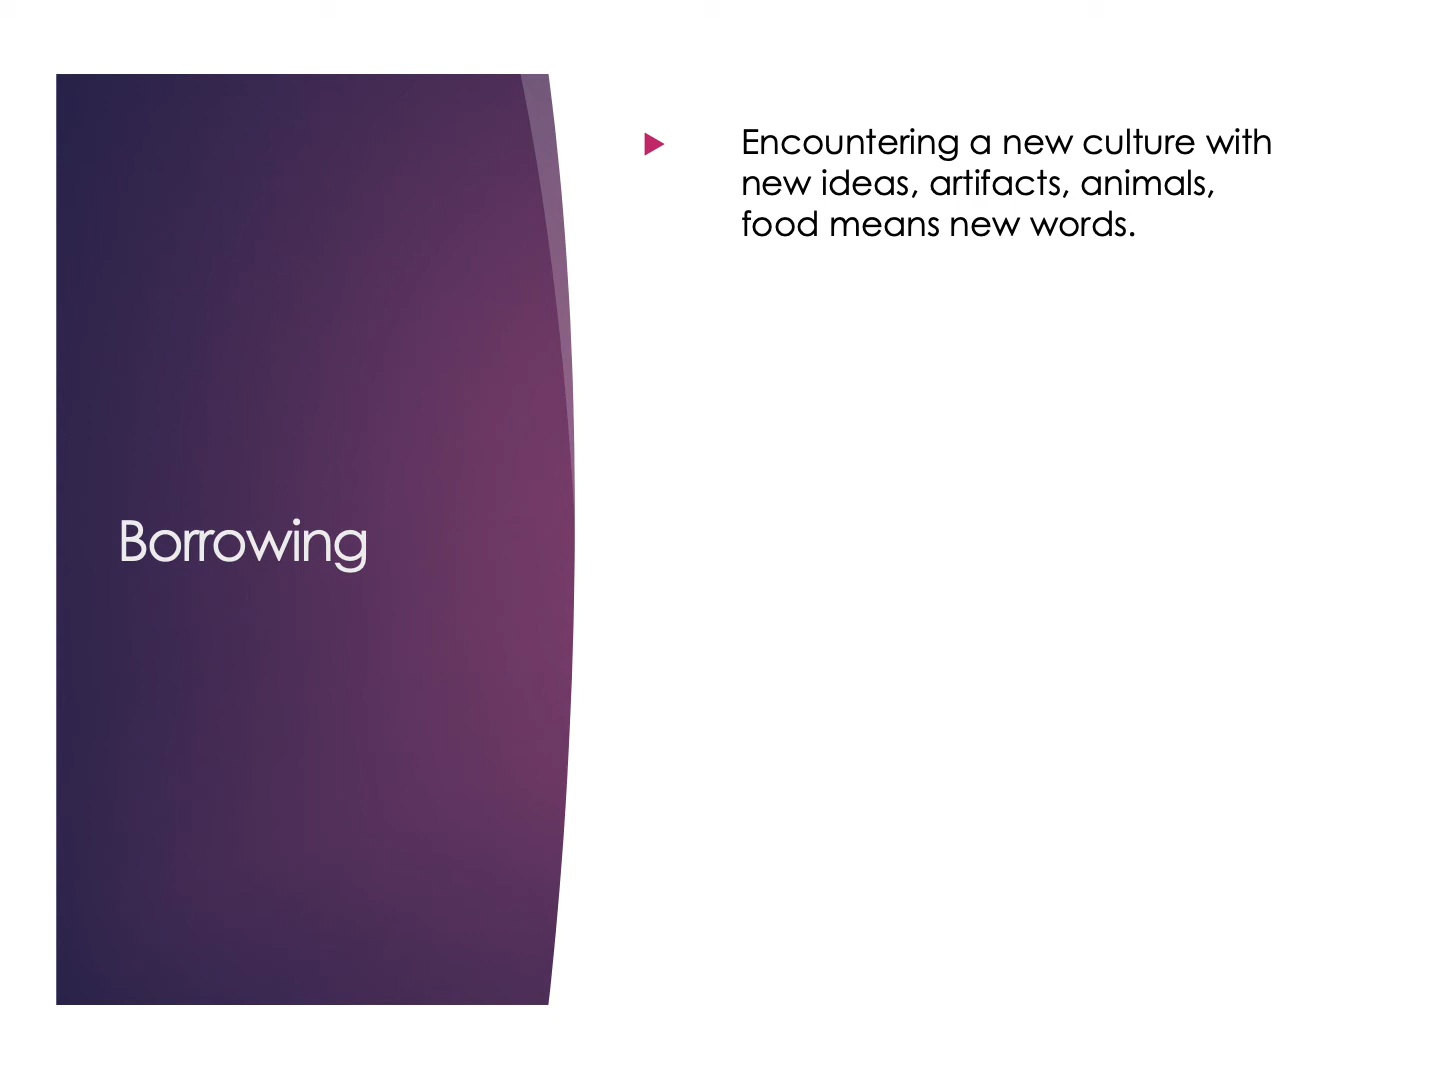 Borrowing
Encountering a new culture with
new ideas, artifacts, animals,
food means new words.